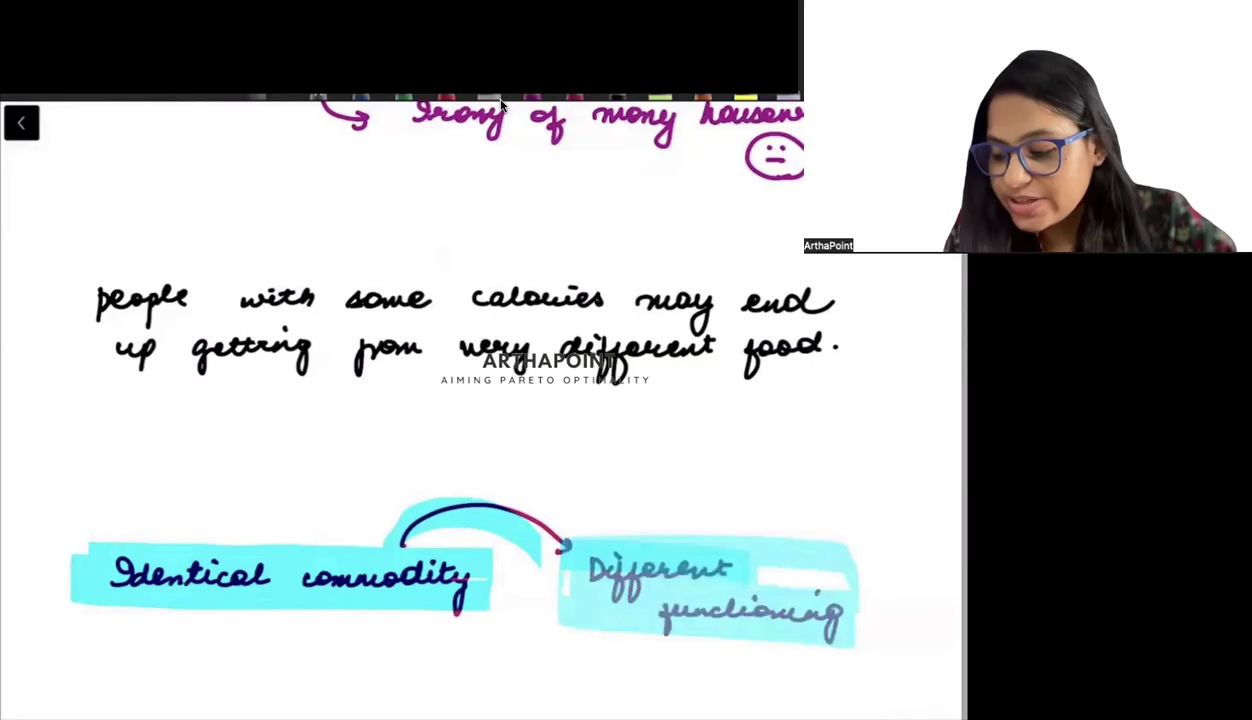 Irony of many
people with same calories may end
up getting from very different food.
ARTHAPOINT
AIMING PARETO OPTIMALITY
Identical commodity
Different
functioning
ArthaPoint